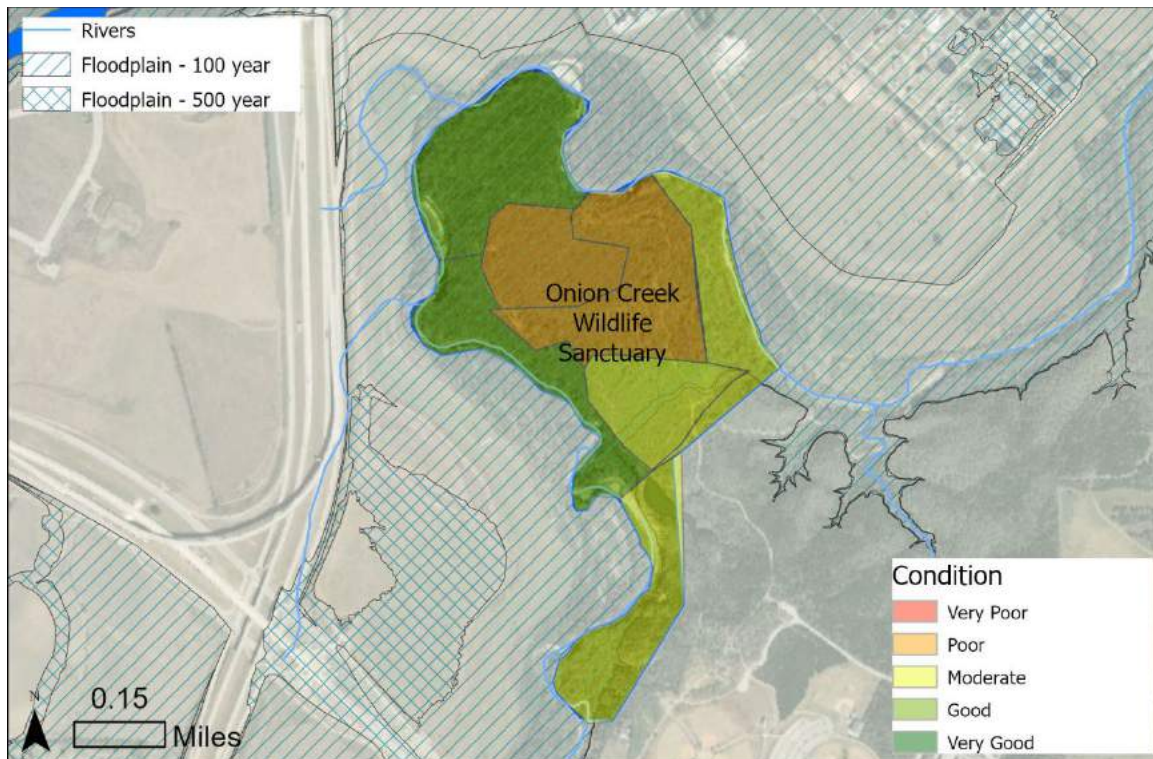 Rivers
Floodplain - 100 year
Floodplain - 500 year
Onion Creek
Wildlife
Sanctuary
Condition
Very Poor
Poor
Moderate
Good
Very Good
N
0.15
Miles